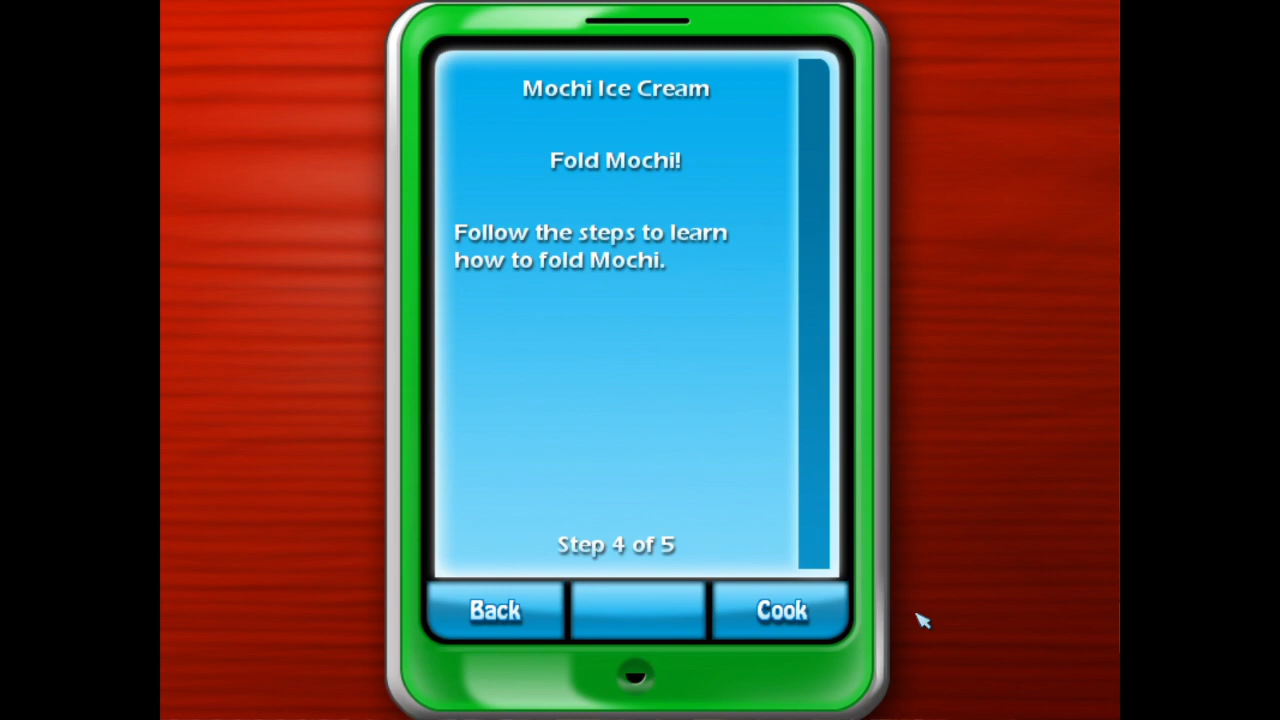 Mochi Ice Cream
Fold Mochi!
Follow the steps to learn
how to fold Mochi.
Step 4 of 5
Back
Cook